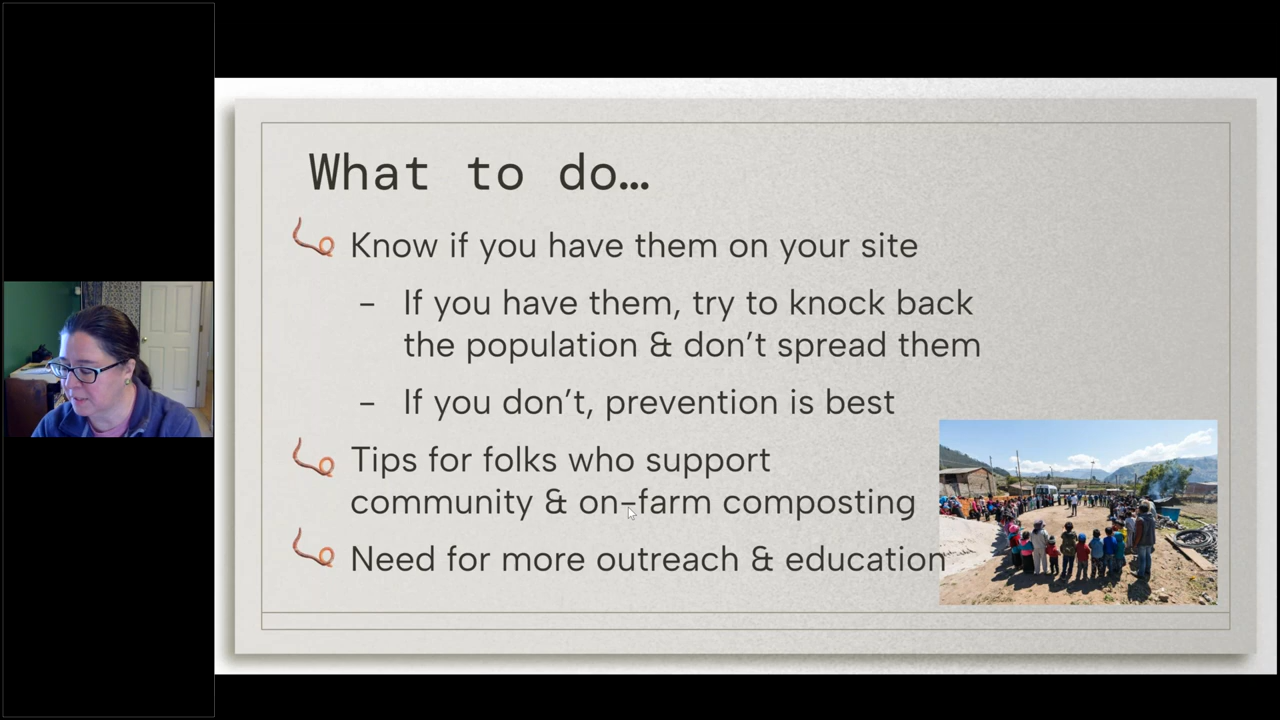 What to do…
Know if you have them on your site
– If you have them, try to knock back
the population & don’t spread them
– If you don’t, prevention is best
Tips for folks who support
community & on-farm composting
Need for more outreach & education